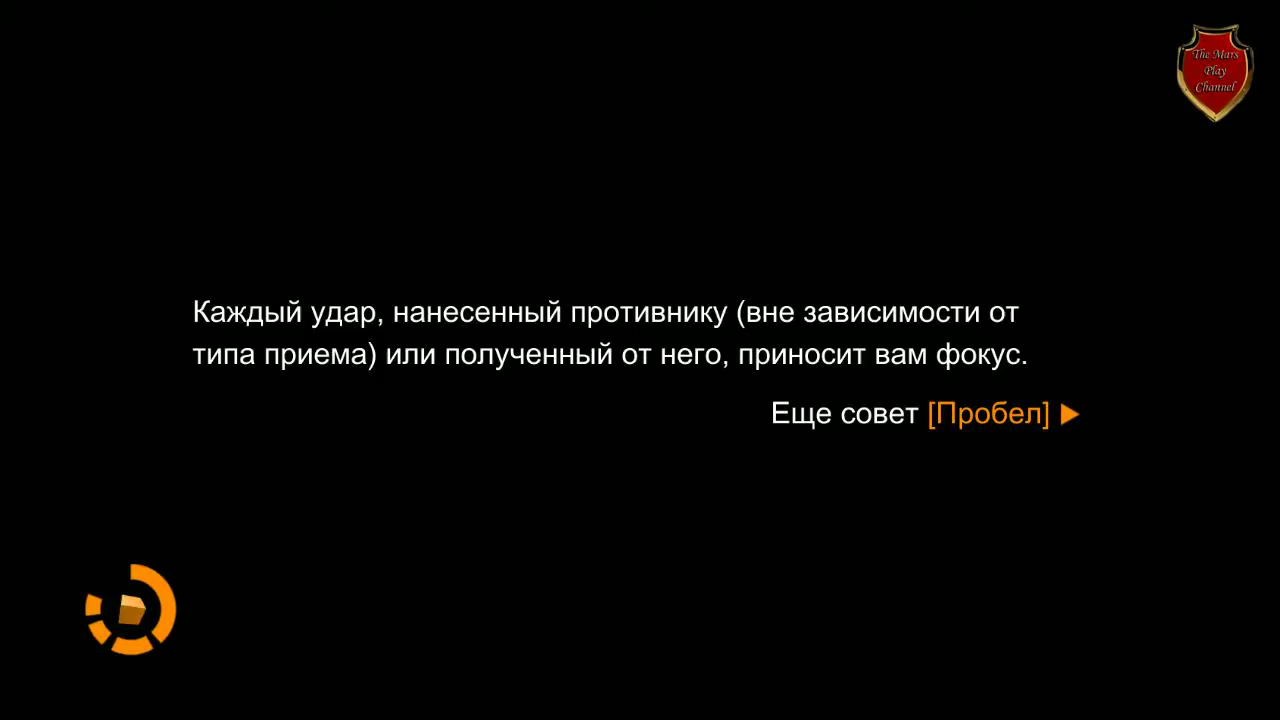 The Mars
Play
Channel
Каждый удар, нанесенный противнику (вне зависимости от
типа приема) или полученный от него, приносит вам фокус.
Еще совет [Пробел]